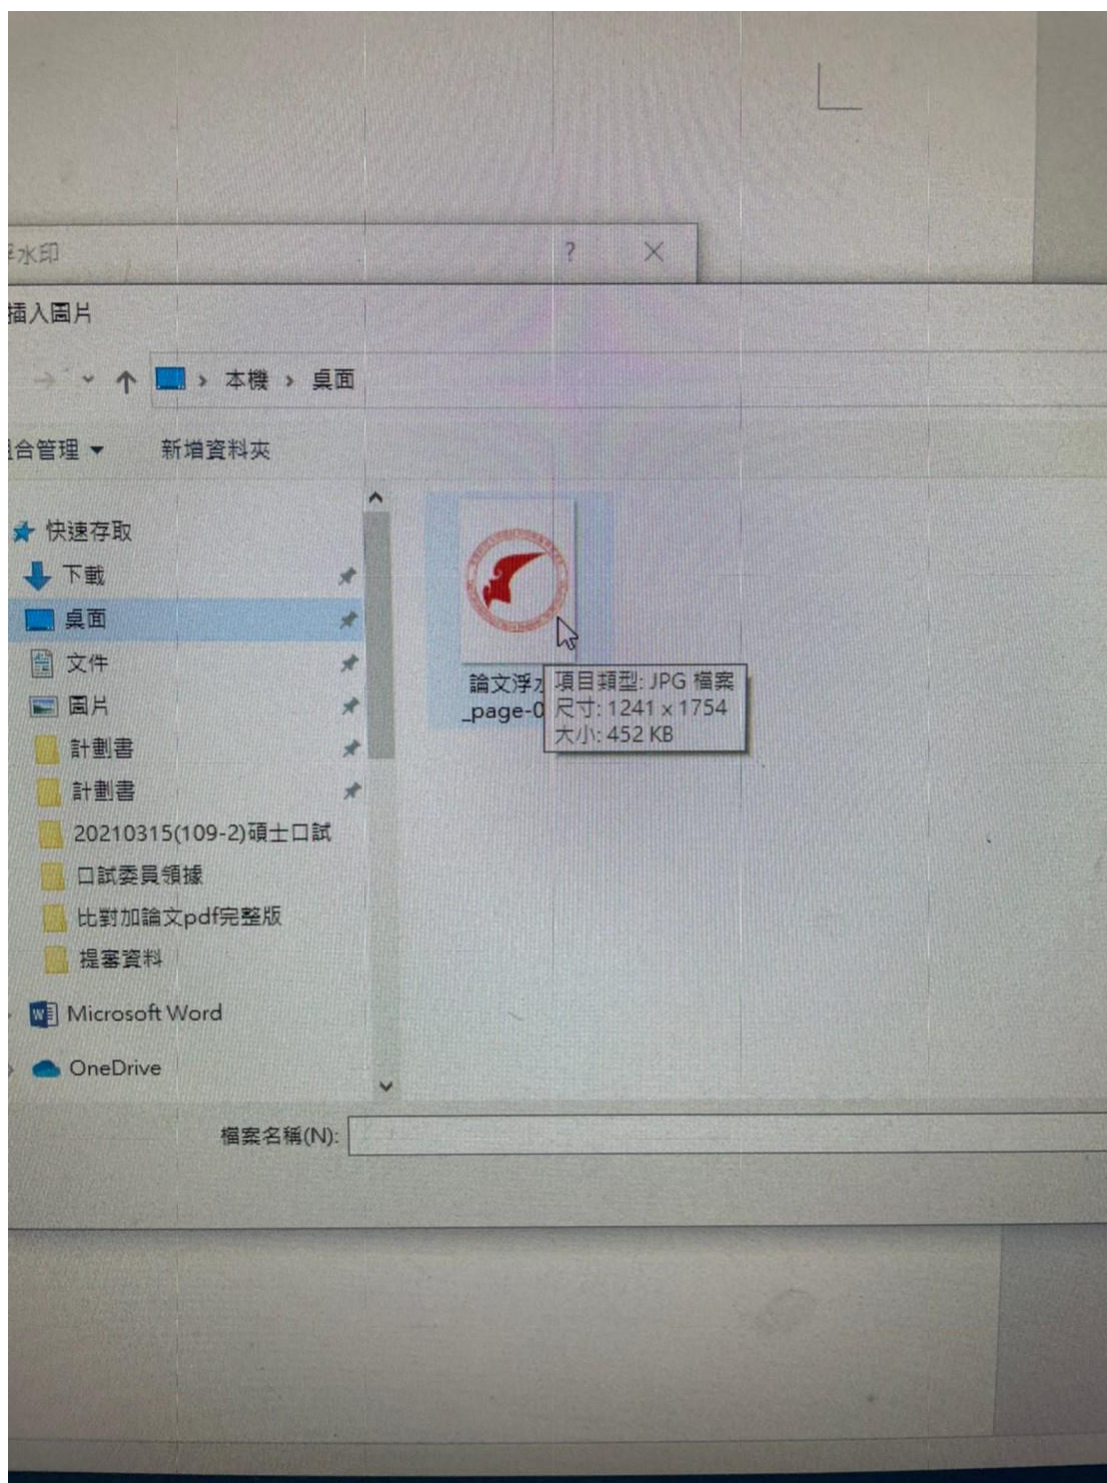 浮水印
?
插入圖片
本機 › 桌面
組合管理
新增資料夾
快速存取
下載
桌面
文件
圖片
計劃書
計劃書
20210315(109-2)碩士口試
口試委員領據
比對加論文pdf完整版
提審資料
Microsoft Word
OneDrive
論文浮水
_page-0
項目類型: JPG 檔案
尺寸: 1241 x 1754
大小: 452 KB
檔案名稱(N):